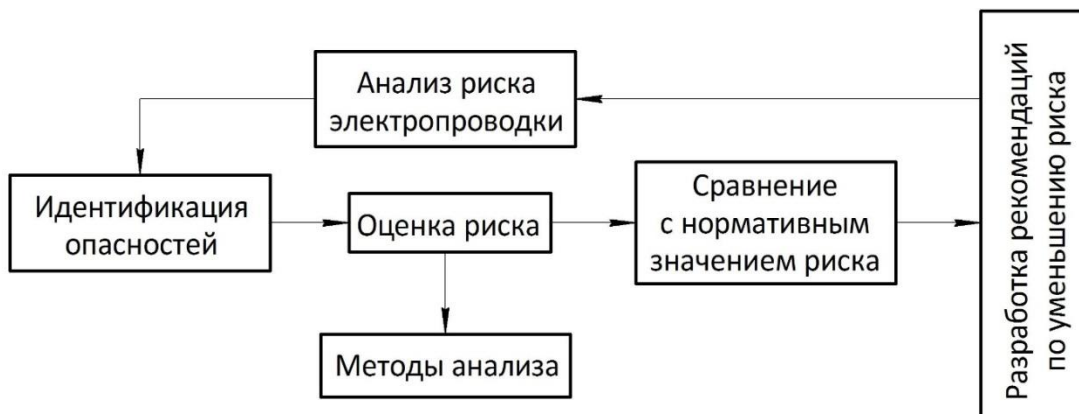 Анализ риска
электропроводки
Идентификация
опасностей
Оценка риска
Сравнение
с нормативным
значением риска
Методы анализа
Разработка рекомендаций
по уменьшению риска